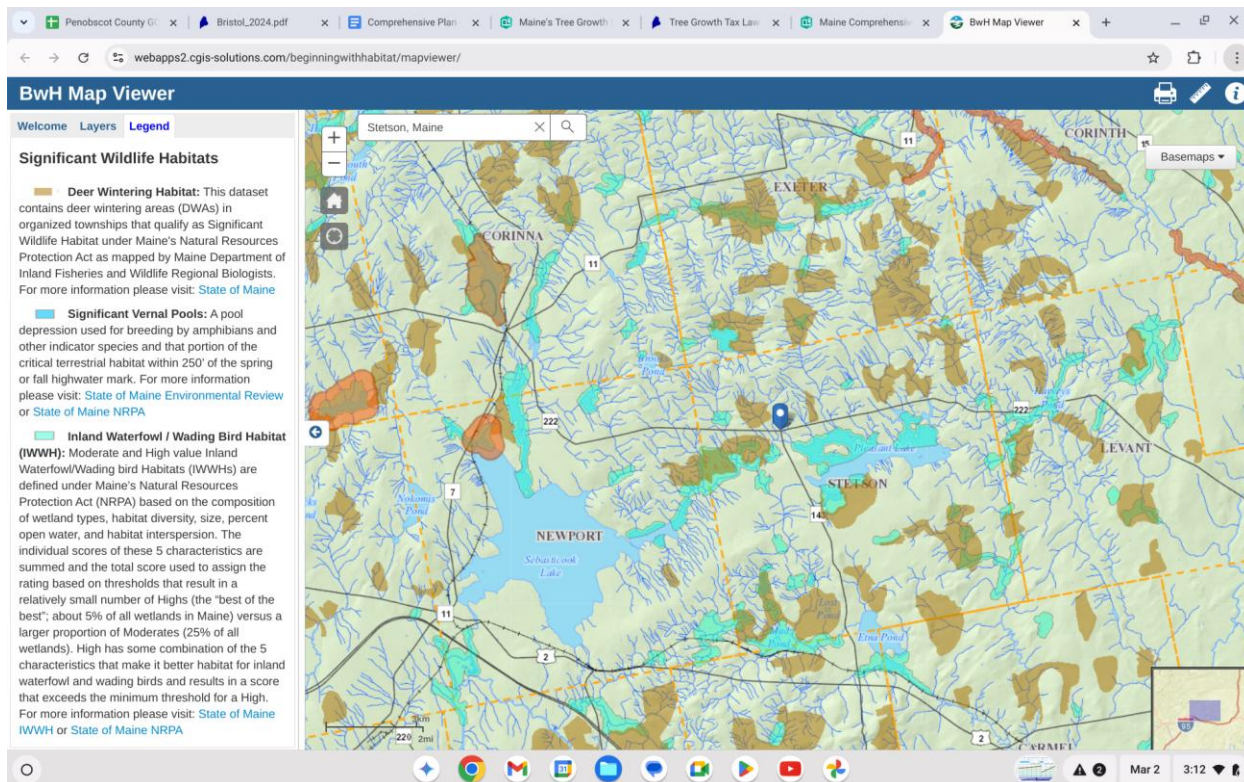 Penobscot County GO
Bristol_2024.pdf
Comprehensive Plan
Maine's Tree Growth
Tree Growth Tax Law
Maine Comprehensiv
BwH Map Viewer
webapps2.cgis-solutions.com/beginningwithhabitat/mapviewer/
BwH Map Viewer
Welcome Layers Legend
Significant Wildlife Habitats
Deer Wintering Habitat: This dataset
contains deer wintering areas (DWAs) in
organized townships that qualify as Significant
Wildlife Habitat under Maine's Natural Resources
Protection Act as mapped by Maine Department of
Inland Fisheries and Wildlife Regional Biologists.
For more information please visit: State of Maine
Significant Vernal Pools: A pool
depression used for breeding by amphibians and
other indicator species and that portion of the
critical terrestrial habitat within 250' of the spring
or fall highwater mark. For more information
please visit: State of Maine Environmental Review
or State of Maine NRPA
Inland Waterfowl / Wading Bird Habitat
(IWWH): Moderate and High value Inland
Waterfowl/Wading bird Habitats (IWWHs) are
defined under Maine's Natural Resources
Protection Act (NRPA) based on the composition
of wetland types, habitat diversity, size, percent
open water, and habitat interspersion. The
individual scores of these 5 characteristics are
summed and the total score used to assign the
rating based on thresholds that result in a
relatively small number of Highs (the “best of the
best”; about 5% of all wetlands in Maine) versus a
larger proportion of Moderates (25% of all
wetlands). High has some combination of the 5
characteristics that make it better habitat for inland
waterfowl and wading birds and results in a score
that exceeds the minimum threshold for a High.
For more information please visit: State of Maine
IWWH or State of Maine NRPA
Stetson, Maine
Basemaps
CORINTH
15
11
EXETER
CORINNA
11
Pond
222
222
Pond
LEVANT
Pleasant Lake
STETSON
143
7
Nokomis
Pond
NEWPORT
Sebasticook
Lake
11
2
Pond
Pond
Etna Pond
2
CARMEL
220
km
2mi
95
2
Mar 2
3:12